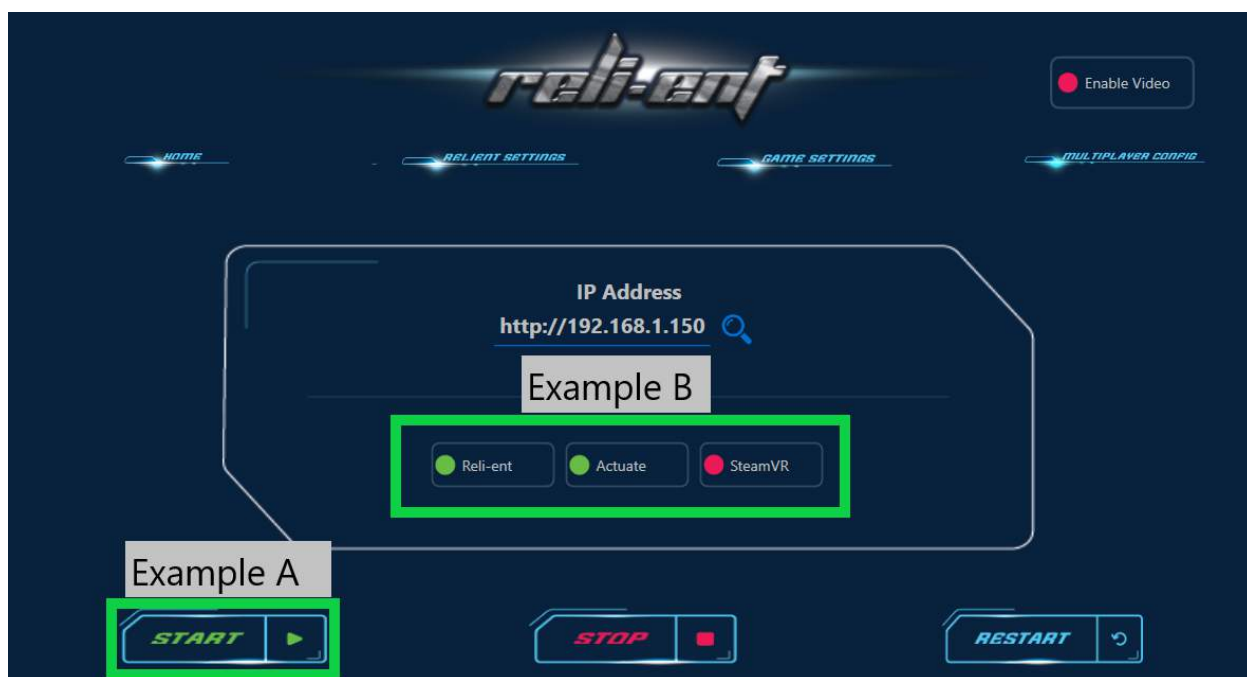 reli-ent
Enable Video
HOME
RELIENT SETTINGS
GAME SETTINGS
MULTIPLAYER CONFIG
IP Address
http://192.168.1.150
Example B
Reli-ent
Actuate
SteamVR
Example A
START
STOP
RESTART